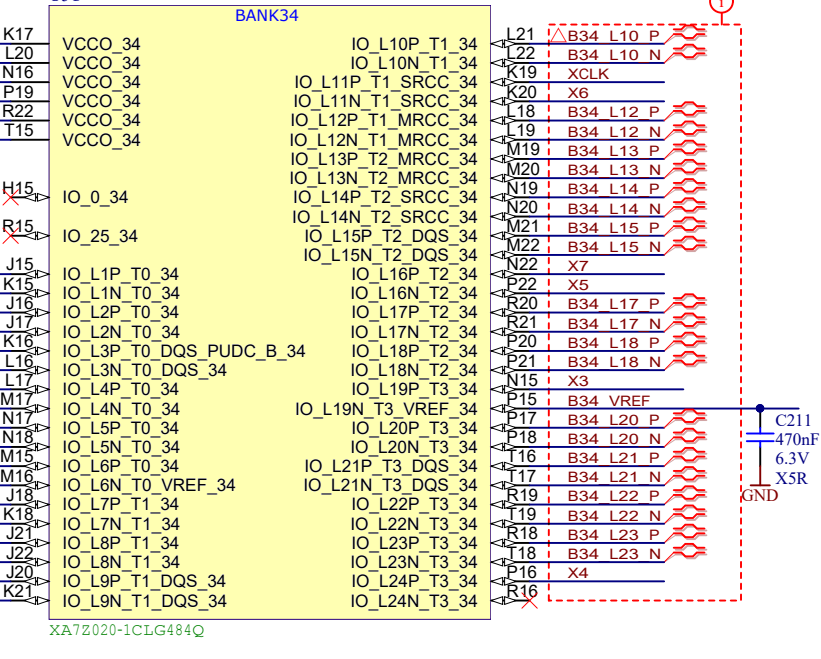 1
BANK34
K17 VCCO_34 IO_L10P_T1_34 L21 B34_L10_P
L20 VCCO_34 IO_L10N_T1_34 L22 B34_L10_N
N16 VCCO_34 IO_L11P_T1_SRCC_34 K19 XCLK
P19 VCCO_34 IO_L11N_T1_SRCC_34 K20 X6
R22 VCCO_34 IO_L12P_T1_MRCC_34 L18 B34_L12_P
T15 VCCO_34 IO_L12N_T1_MRCC_34 L19 B34_L12_N
IO_L13P_T2_MRCC_34 M19 B34_L13_P
IO_L13N_T2_MRCC_34 M20 B34_L13_N
H15 IO_0_34 IO_L14P_T2_SRCC_34 N19 B34_L14_P
IO_L14N_T2_SRCC_34 N20 B34_L14_N
R15 IO_25_34 IO_L15P_T2_DQS_34 M21 B34_L15_P
IO_L15N_T2_DQS_34 M22 B34_L15_N
J15 IO_L1P_T0_34 IO_L16P_T2_34 N22 X7
K15 IO_L1N_T0_34 IO_L16N_T2_34 P22 X5
J16 IO_L2P_T0_34 IO_L17P_T2_34 R20 B34_L17_P
J17 IO_L2N_T0_34 IO_L17N_T2_34 R21 B34_L17_N
K16 IO_L3P_T0_DQS_PUDC_B_34 IO_L18P_T2_34 P20 B34_L18_P
L16 IO_L3N_T0_DQS_34 IO_L18N_T2_34 P21 B34_L18_N
L17 IO_L4P_T0_34 IO_L19P_T3_34 N15 X3
M17 IO_L4N_T0_34 IO_L19N_T3_VREF_34 P15 B34_VREF
N17 IO_L5P_T0_34 IO_L20P_T3_34 P17 B34_L20_P
N18 IO_L5N_T0_34 IO_L20N_T3_34 P18 B34_L20_N
M15 IO_L6P_T0_34 IO_L21P_T3_DQS_34 T16 B34_L21_P
M16 IO_L6N_T0_VREF_34 IO_L21N_T3_DQS_34 T17 B34_L21_N
J18 IO_L7P_T1_34 IO_L22P_T3_34 R19 B34_L22_P
K18 IO_L7N_T1_34 IO_L22N_T3_34 T19 B34_L22_N
J21 IO_L8P_T1_34 IO_L23P_T3_34 R18 B34_L23_P
J22 IO_L8N_T1_34 IO_L23N_T3_34 T18 B34_L23_N
J20 IO_L9P_T1_DQS_34 IO_L24P_T3_34 P16 X4
K21 IO_L9N_T1_DQS_34 IO_L24N_T3_34 R16
C211
470nF
6.3V
X5R
GND
XA7Z020-1CLG484Q